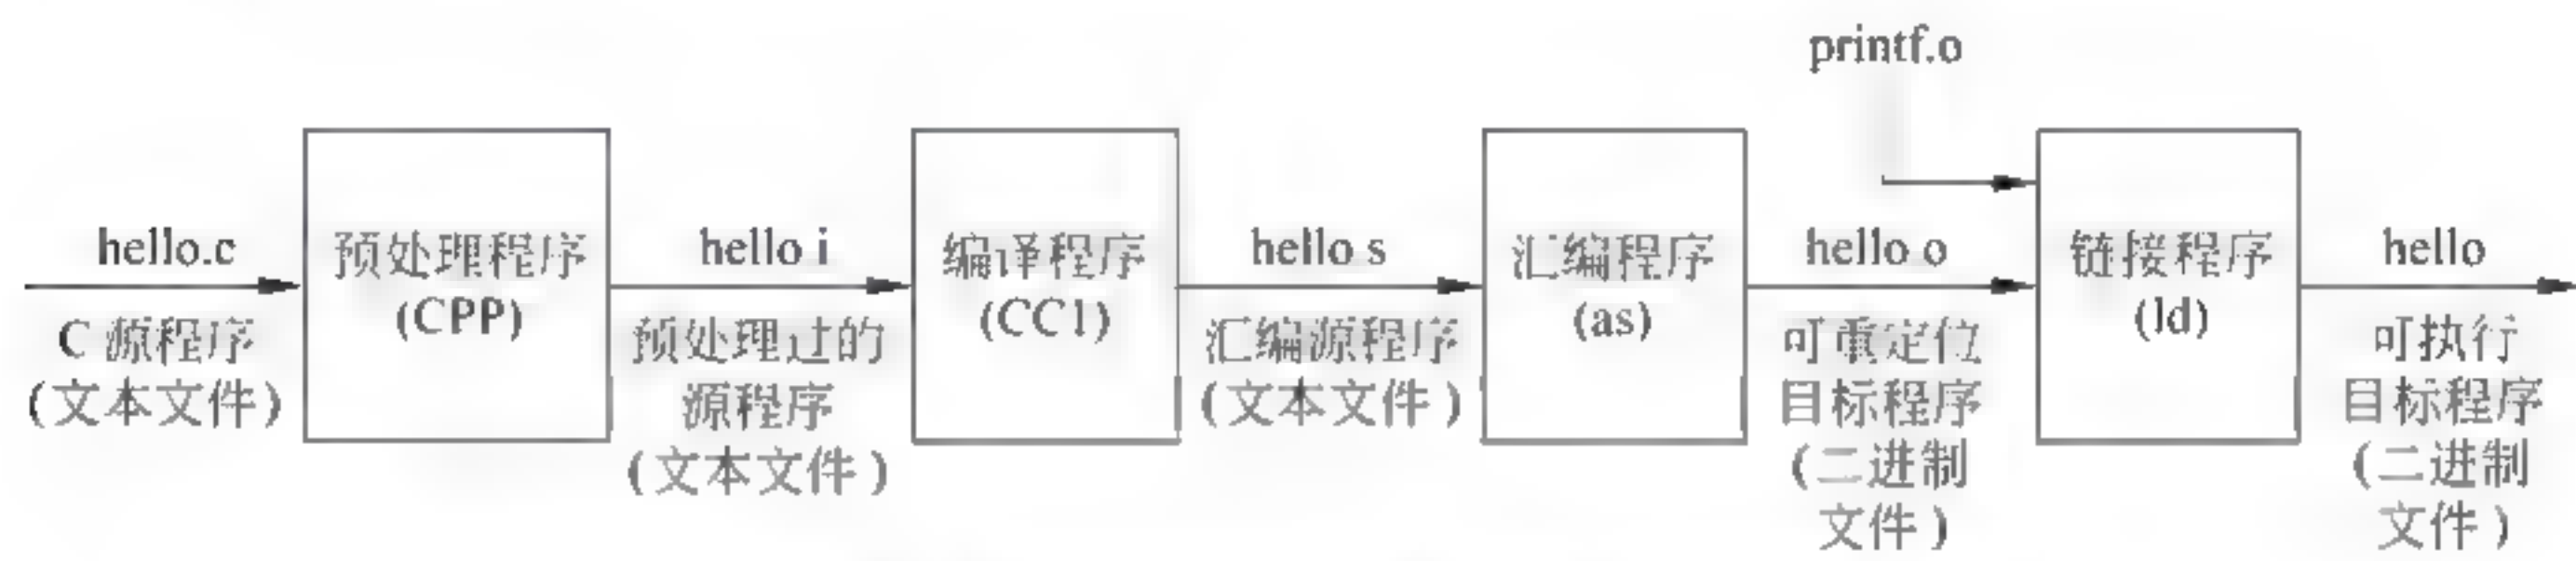 printf.o
hello.c
C 源程序
(文本文件)
预处理程序
(CPP)
hello i
预处理过的
源程序
(文本文件)
编译程序
(CC1)
hello s
汇编源程序
(文本文件)
汇编程序
(as)
hello o
可重定位
目标程序
(二进制
文件)
链接程序
(ld)
hello
可执行
目标程序
(二进制
文件)